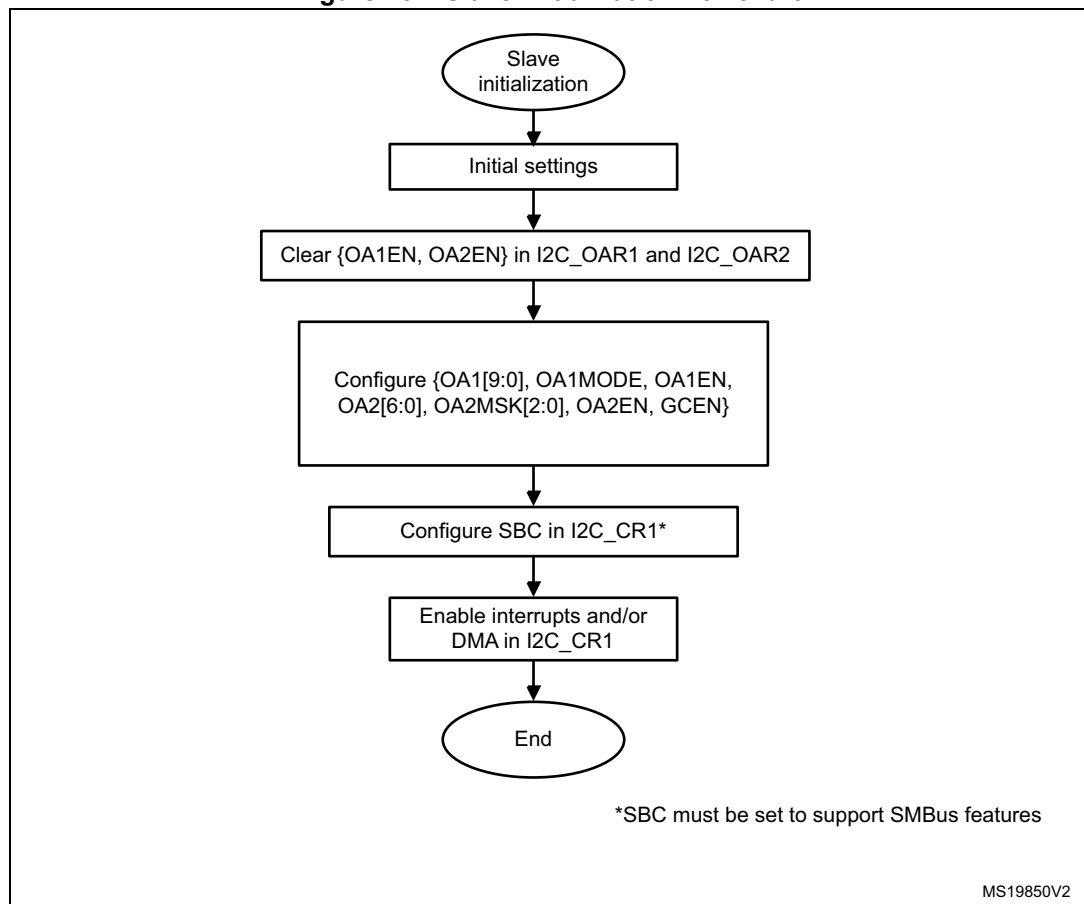 Slave
initialization
Initial settings
Clear {OA1EN, OA2EN} in I2C_OAR1 and I2C_OAR2
Configure {OA1[9:0], OA1MODE, OA1EN,
OA2[6:0], OA2MSK[2:0], OA2EN, GCEN}
Configure SBC in I2C_CR1*
Enable interrupts and/or
DMA in I2C_CR1
End
*SBC must be set to support SMBus features
MS19850V2